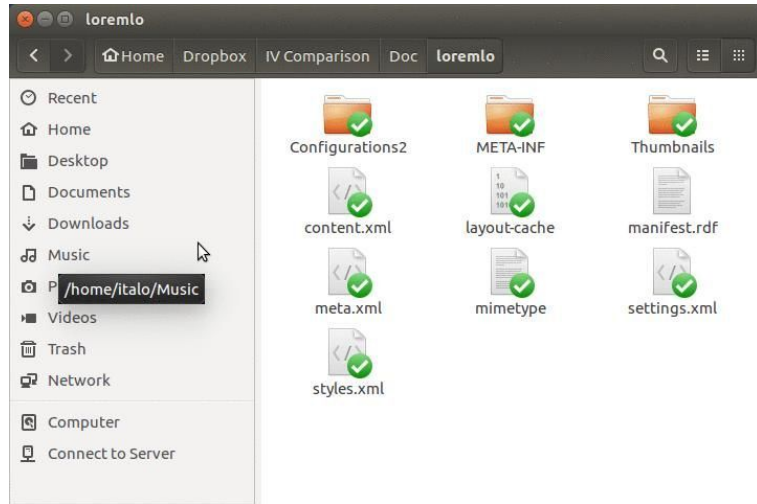 loremlo
Home Dropbox IV Comparison Doc loremlo
Recent
Home
Desktop
Documents
Downloads
Music
P
/home/italo/Music
Videos
Trash
Network
Computer
Connect to Server
Configurations2 META-INF Thumbnails
content.xml layout-cache manifest.rdf
meta.xml mimetype settings.xml
styles.xml